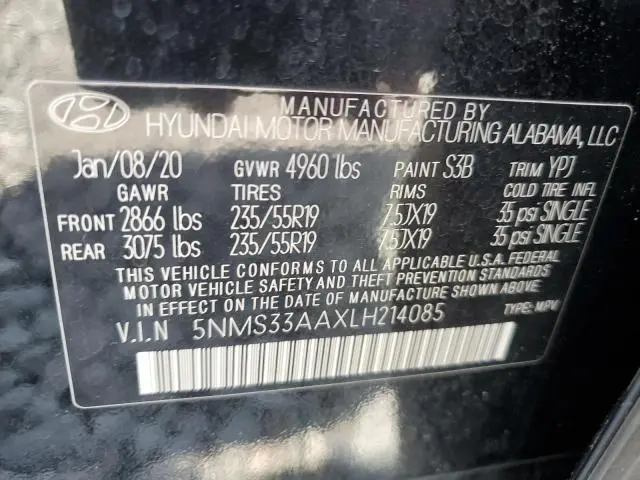 MANUFACTURED BY
HYUNDAI MOTOR MANUFACTURING ALABAMA, LLC
Jan/08/20 GVWR 4960 lbs PAINT S3B TRIM YPJ
GAWR TIRES RIMS COLD TIRE INFL
FRONT 2866 lbs 235/55R19 7.5JX19 35 psi SINGLE
REAR 3075 lbs 235/55R19 7.5JX19 35 psi SINGLE
THIS VEHICLE CONFORMS TO ALL APPLICABLE U.S.A. FEDERAL
MOTOR VEHICLE SAFETY AND THEFT PREVENTION STANDARDS
IN EFFECT ON THE DATE OF MANUFACTURE SHOWN ABOVE.
V.I.N 5NMS33AAXLH214085 TYPE: MPV